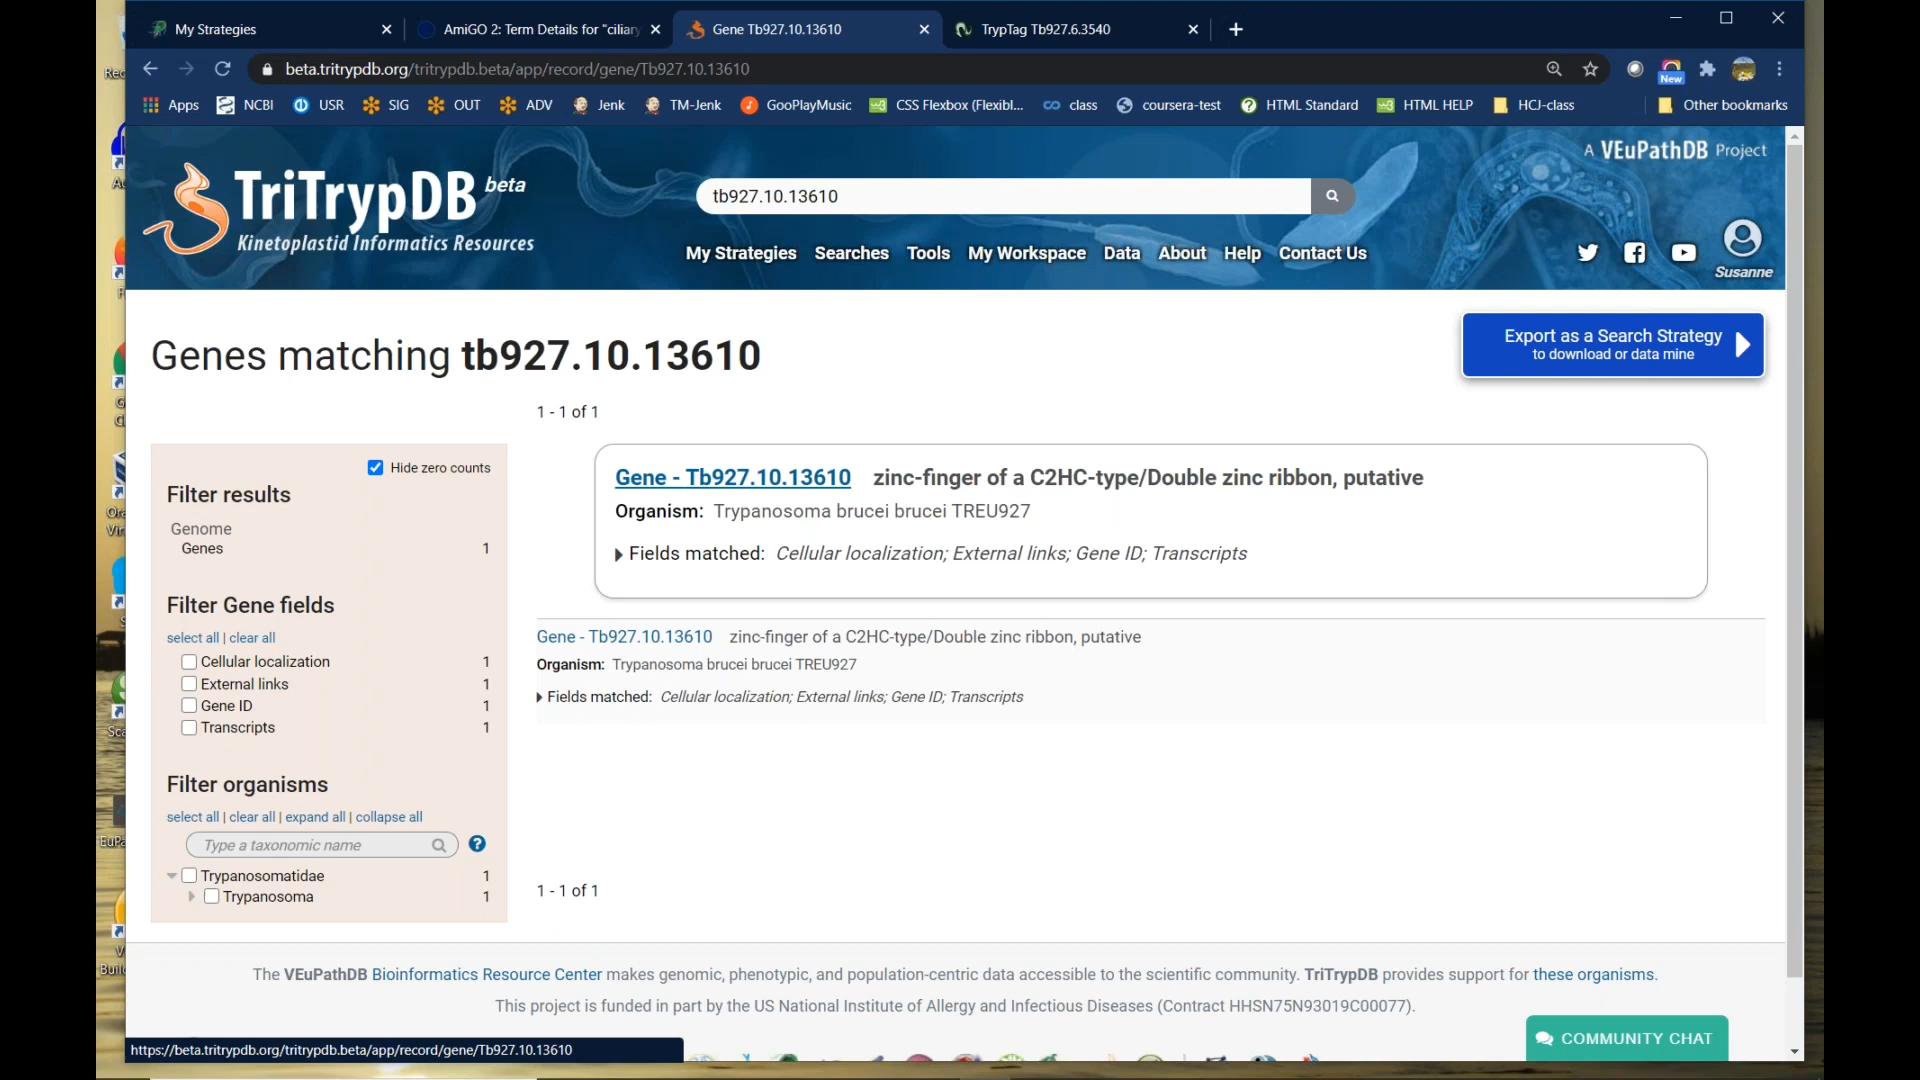 My Strategies
AmiGO 2: Term Details for "ciliary
Gene Tb927.10.13610
TrypTag Tb927.6.3540
beta.tritrypdb.org/tritrypdb.beta/app/record/gene/Tb927.10.13610
New
Apps NCBI USR SIG OUT ADV Jenk TM-Jenk GooPlayMusic CSS Flexbox (Flexibl... class coursera-test HTML Standard HTML HELP HCJ-class Other bookmarks
A VEuPathDB Project
TriTrypDB beta
Kinetoplastid Informatics Resources
tb927.10.13610
My Strategies Searches Tools My Workspace Data About Help Contact Us
Susanne
Genes matching tb927.10.13610
Export as a Search Strategy
to download or data mine
1 - 1 of 1
Hide zero counts
Filter results
Genome
Genes 1
Filter Gene fields
select all | clear all
Cellular localization 1
External links 1
Gene ID 1
Transcripts 1
Filter organisms
select all | clear all | expand all | collapse all
Type a taxonomic name
Trypanosomatidae 1
Trypanosoma 1
Gene - Tb927.10.13610 zinc-finger of a C2HC-type/Double zinc ribbon, putative
Organism: Trypanosoma brucei brucei TREU927
Fields matched: Cellular localization; External links; Gene ID; Transcripts
Gene - Tb927.10.13610 zinc-finger of a C2HC-type/Double zinc ribbon, putative
Organism: Trypanosoma brucei brucei TREU927
Fields matched: Cellular localization; External links; Gene ID; Transcripts
1 - 1 of 1
The VEuPathDB Bioinformatics Resource Center makes genomic, phenotypic, and population-centric data accessible to the scientific community. TriTrypDB provides support for these organisms.
This project is funded in part by the US National Institute of Allergy and Infectious Diseases (Contract HHSN75N93019C00077).
COMMUNITY CHAT
https://beta.tritrypdb.org/tritrypdb.beta/app/record/gene/Tb927.10.13610